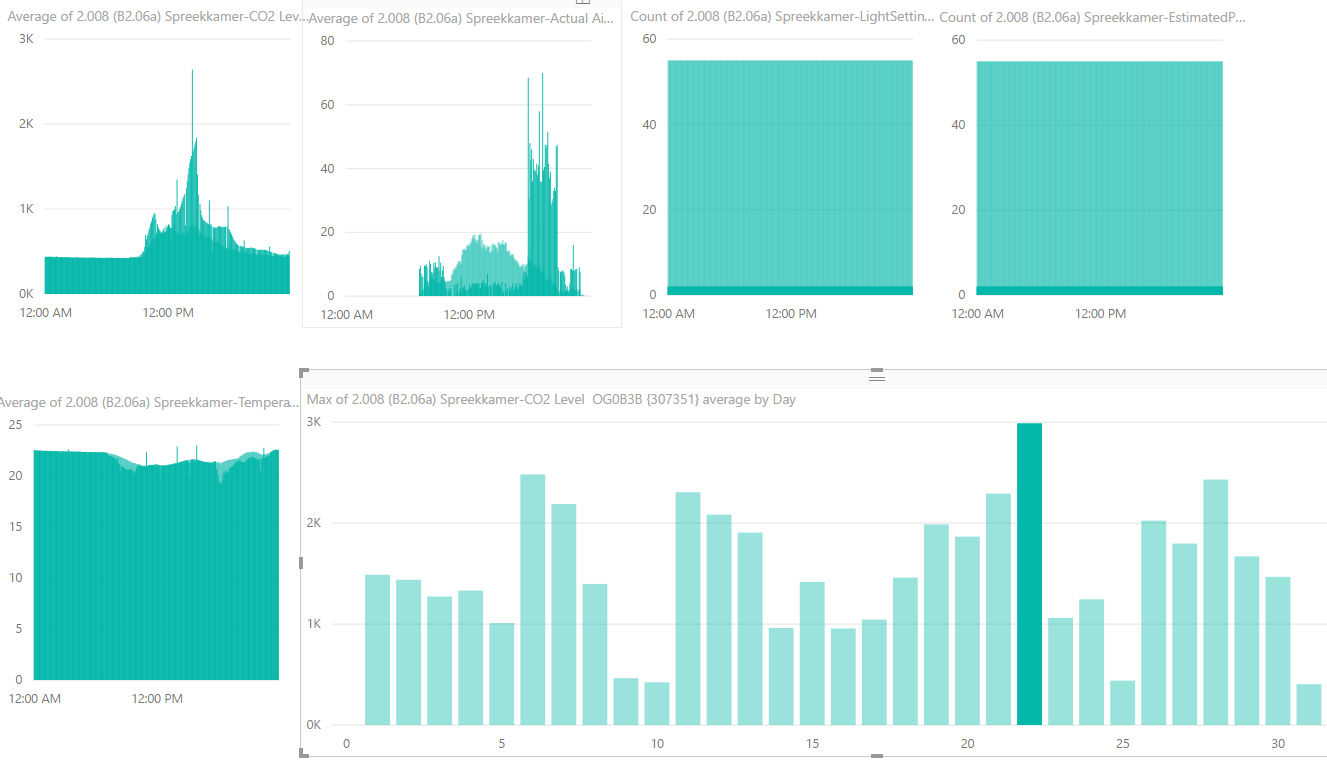 Average of 2.008 (B2.06a) Spreekkamer-CO2 Lev...
3K
2K
1K
0K
12:00 AM 12:00 PM
Average of 2.008 (B2.06a) Spreekkamer-Actual Ai...
80
60
40
20
0
12:00 AM 12:00 PM
Count of 2.008 (B2.06a) Spreekkamer-LightSettin...
60
40
20
0
12:00 AM 12:00 PM
Count of 2.008 (B2.06a) Spreekkamer-EstimatedP...
60
40
20
0
12:00 AM 12:00 PM
Average of 2.008 (B2.06a) Spreekkamer-Tempera...
25
20
15
10
5
0
12:00 AM 12:00 PM
Max of 2.008 (B2.06a) Spreekkamer-CO2 Level OG0B3B {307351} average by Day
3K
2K
1K
0K
0 5 10 15 20 25 30